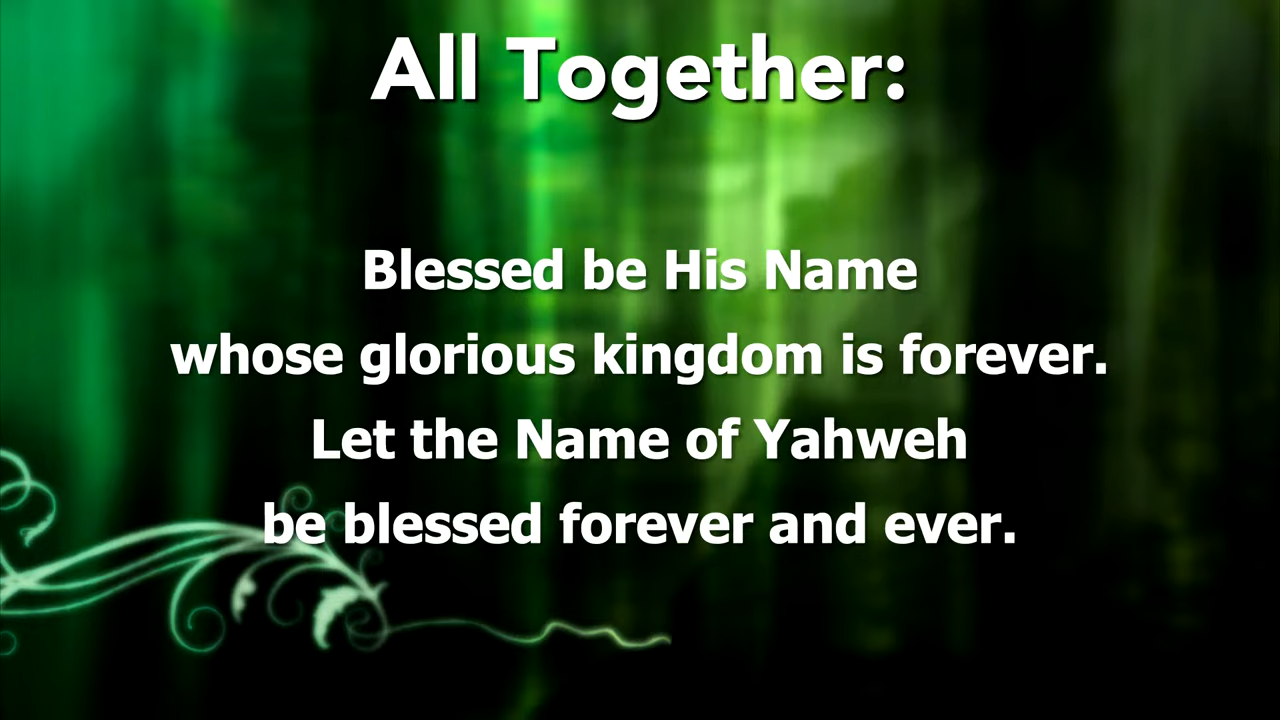 All Together:
Blessed be His Name
whose glorious kingdom is forever.
Let the Name of Yahweh
be blessed forever and ever.